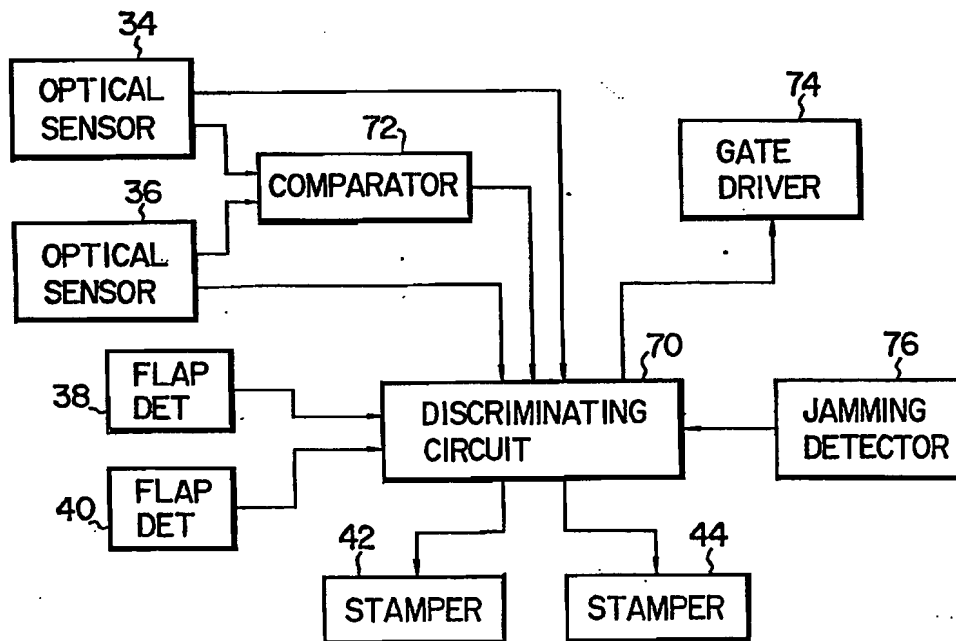 34
OPTICAL
SENSOR
72
COMPARATOR
74
GATE
DRIVER
36
OPTICAL
SENSOR
38
FLAP
DET
70
DISCRIMINATING
CIRCUIT
76
JAMMING
DETECTOR
40
FLAP
DET
42
STAMPER
44
STAMPER